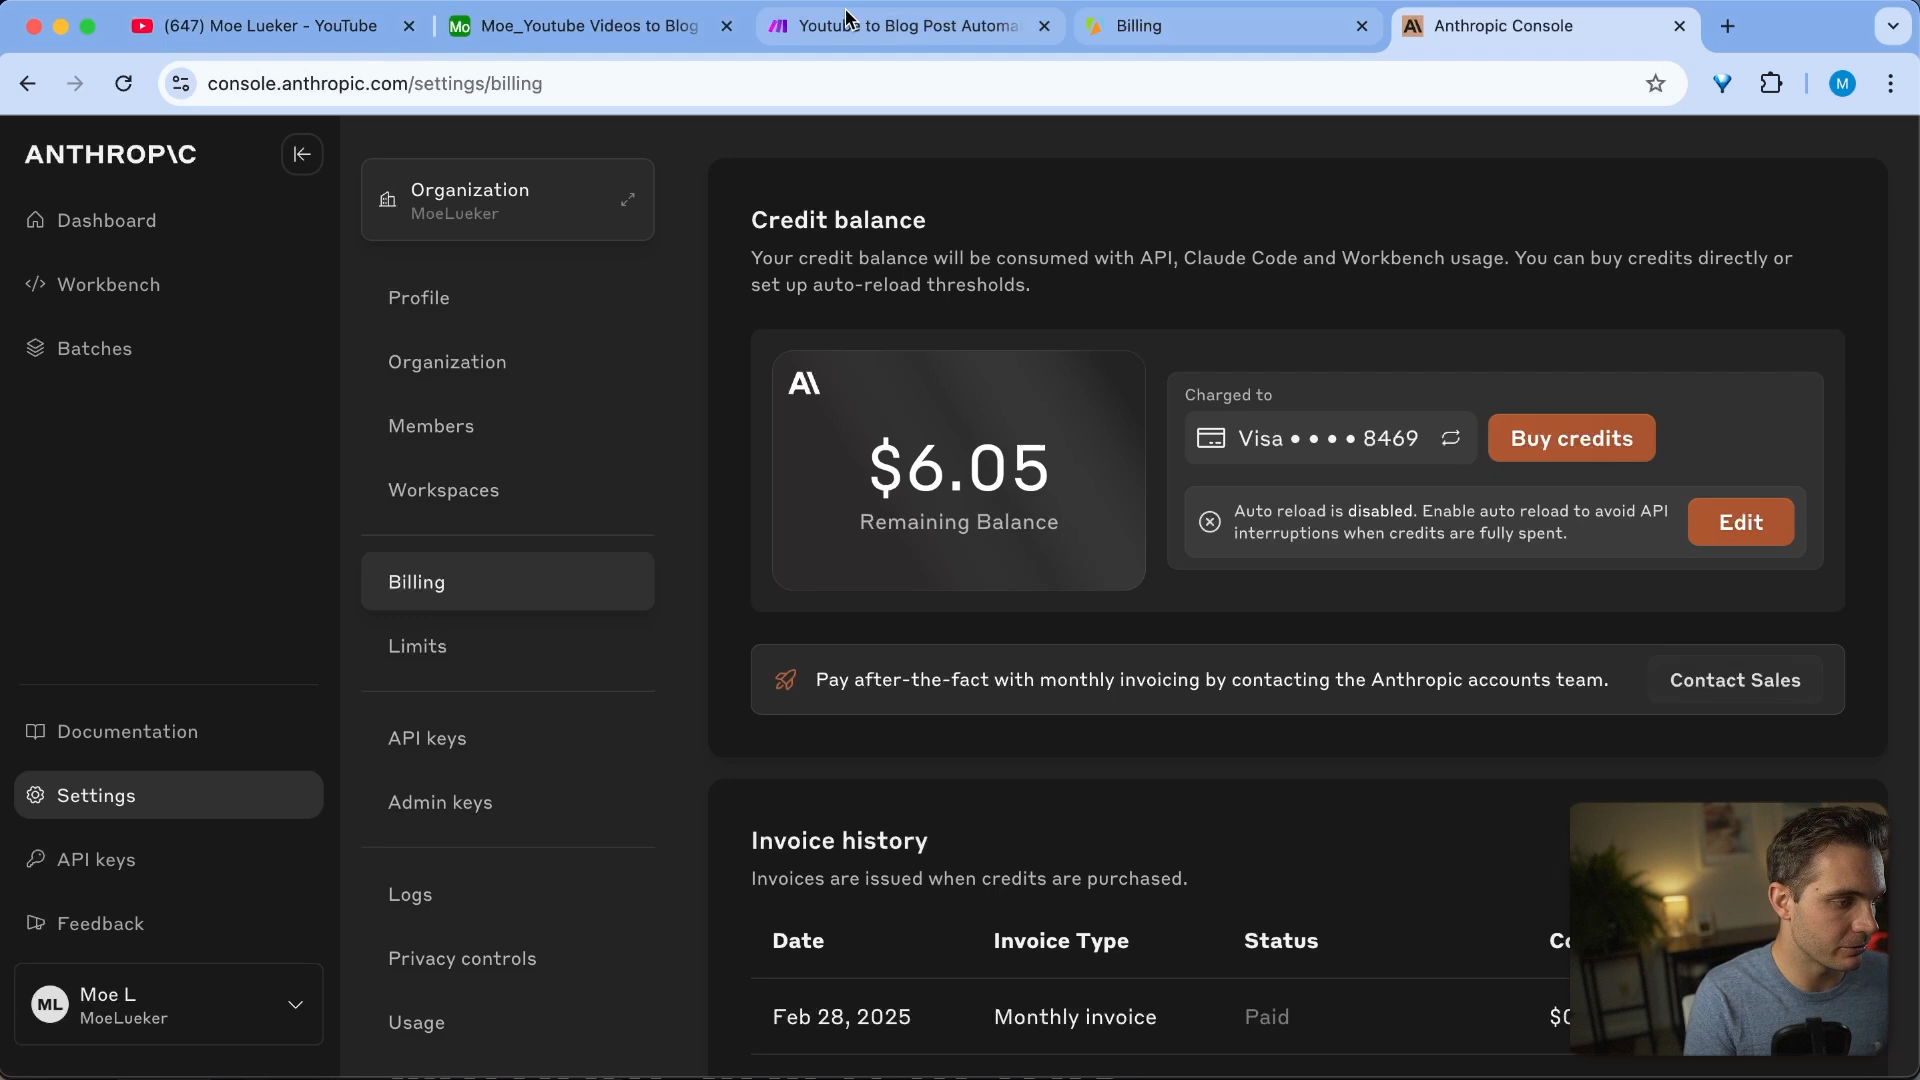 (647) Moe Lueker - YouTube
Mo
Moe_Youtube Videos to Blog
Youtube to Blog Post Automa
Billing
Anthropic Console
console.anthropic.com/settings/billing
M
ANTHROP\C
Dashboard
Workbench
Batches
Documentation
Settings
API keys
Feedback
ML
Moe L
MoeLueker
Organization
MoeLueker
Profile
Organization
Members
Workspaces
Billing
Limits
API keys
Admin keys
Logs
Privacy controls
Usage
Credit balance
Your credit balance will be consumed with API, Claude Code and Workbench usage. You can buy credits directly or
set up auto-reload thresholds.
$6.05
Remaining Balance
Charged to
Visa • • • • 8469
Buy credits
Auto reload is disabled. Enable auto reload to avoid API
interruptions when credits are fully spent.
Edit
Pay after-the-fact with monthly invoicing by contacting the Anthropic accounts team.
Contact Sales
Invoice history
Invoices are issued when credits are purchased.
Date Invoice Type Status
Feb 28, 2025 Monthly invoice Paid